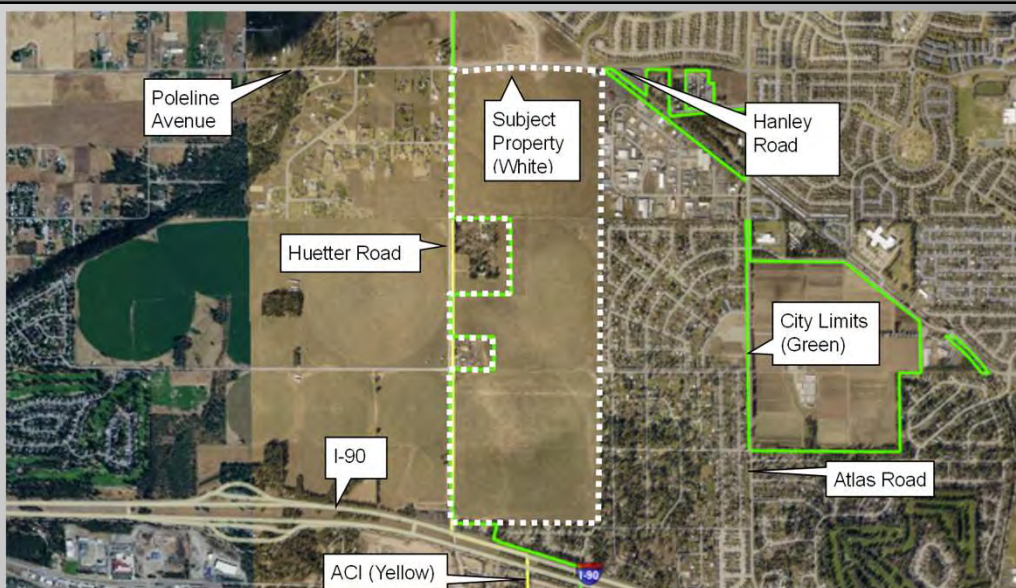 Poleline
Avenue
Subject
Property
(White)
Hanley
Road
Huetter Road
City Limits
(Green)
I-90
Atlas Road
ACI (Yellow)
I-90